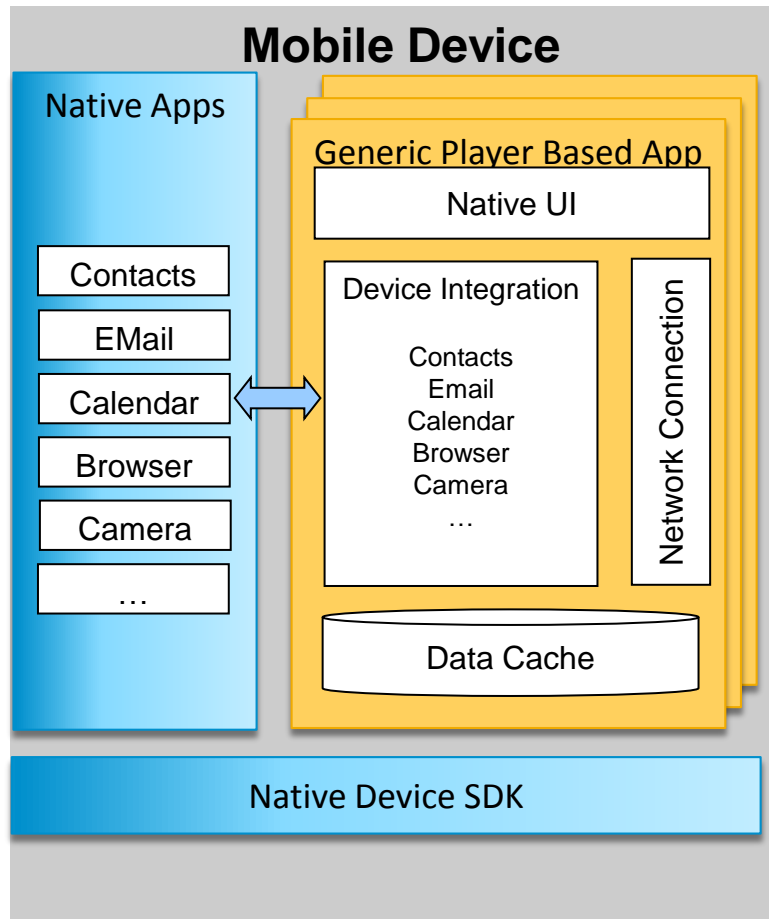 Mobile Device
Native Apps
Contacts
EMail
Calendar
Browser
Camera
…
Generic Player Based App
Native UI
Device Integration
Contacts
Email
Calendar
Browser
Camera
…
Network Connection
Data Cache
Native Device SDK